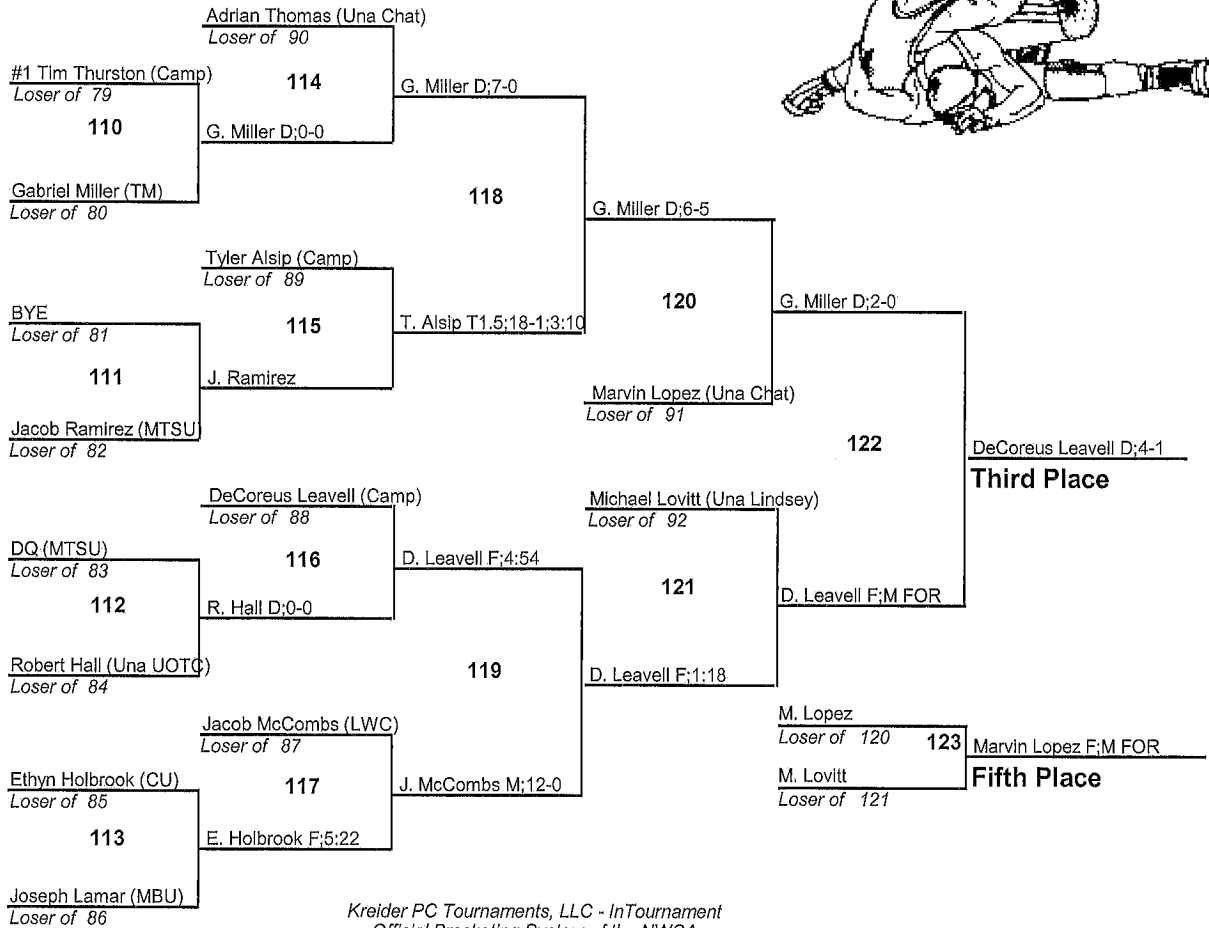 Adrian Thomas (Una Chat)
Loser of 90
#1 Tim Thurston (Camp)
Loser of 79
114
G. Miller D;7-0
110
G. Miller D;0-0
Gabriel Miller (TM)
Loser of 80
118
G. Miller D;6-5
Tyler Alsip (Camp)
Loser of 89
BYE
Loser of 81
115
T. Alsip T1.5;18-1;3:10
120
G. Miller D;2-0
111
J. Ramirez
Jacob Ramirez (MTSU)
Loser of 82
Marvin Lopez (Una Chat)
Loser of 91
122
DeCoreus Leavell D;4-1
Third Place
DeCoreus Leavell (Camp)
Loser of 88
Michael Lovitt (Una Lindsey)
Loser of 92
DQ (MTSU)
Loser of 83
116
D. Leavell F;4:54
121
D. Leavell F;M FOR
112
R. Hall D;0-0
Robert Hall (Una UOTC)
Loser of 84
119
D. Leavell F;1:18
Jacob McCombs (LWC)
Loser of 87
M. Lopez
Loser of 120
123
Marvin Lopez F;M FOR
Fifth Place
M. Lovitt
Loser of 121
Ethyn Holbrook (CU)
Loser of 85
117
J. McCombs M;12-0
113
E. Holbrook F;5:22
Joseph Lamar (MBU)
Loser of 86
Kreider PC Tournaments, LLC - InTournament
Official Bracketing System of the NWCA